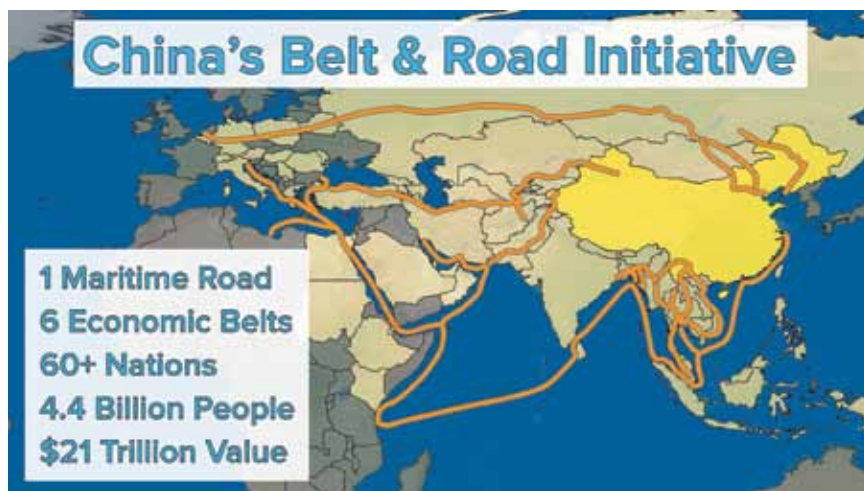 China's Belt & Road Initiative
1 Maritime Road
6 Economic Belts
60+ Nations
4.4 Billion People
$21 Trillion Value